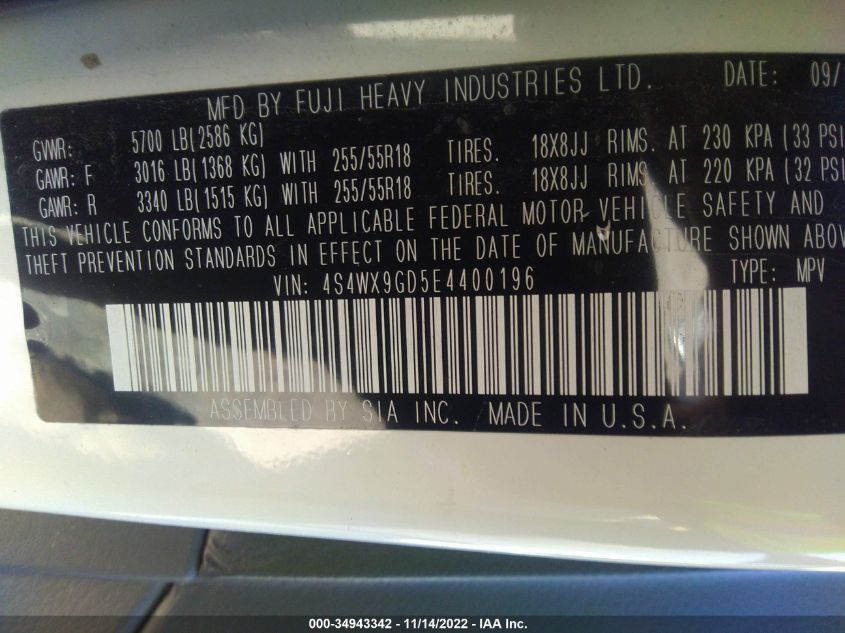 MFD BY FUJI HEAVY INDUSTRIES LTD. DATE: 09/
GVWR: 5700 LB(2586 KG)
GAWR: F 3016 LB(1368 KG) WITH 255/55R18 TIRES. 18X8JJ RIMS. AT 230 KPA (33 PSI
GAWR: R 3340 LB(1515 KG) WITH 255/55R18 TIRES. 18X8JJ RIMS. AT 220 KPA (32 PSI
THIS VEHICLE CONFORMS TO ALL APPLICABLE FEDERAL MOTOR VEHICLE SAFETY AND
THEFT PREVENTION STANDARDS IN EFFECT ON THE DATE OF MANUFACTURE SHOWN ABOV
VIN: 4S4WX9GD5E4400196 TYPE: MPV
ASSEMBLED BY SIA INC. MADE IN U.S.A.
000-34943342 - 11/14/2022 - IAA Inc.